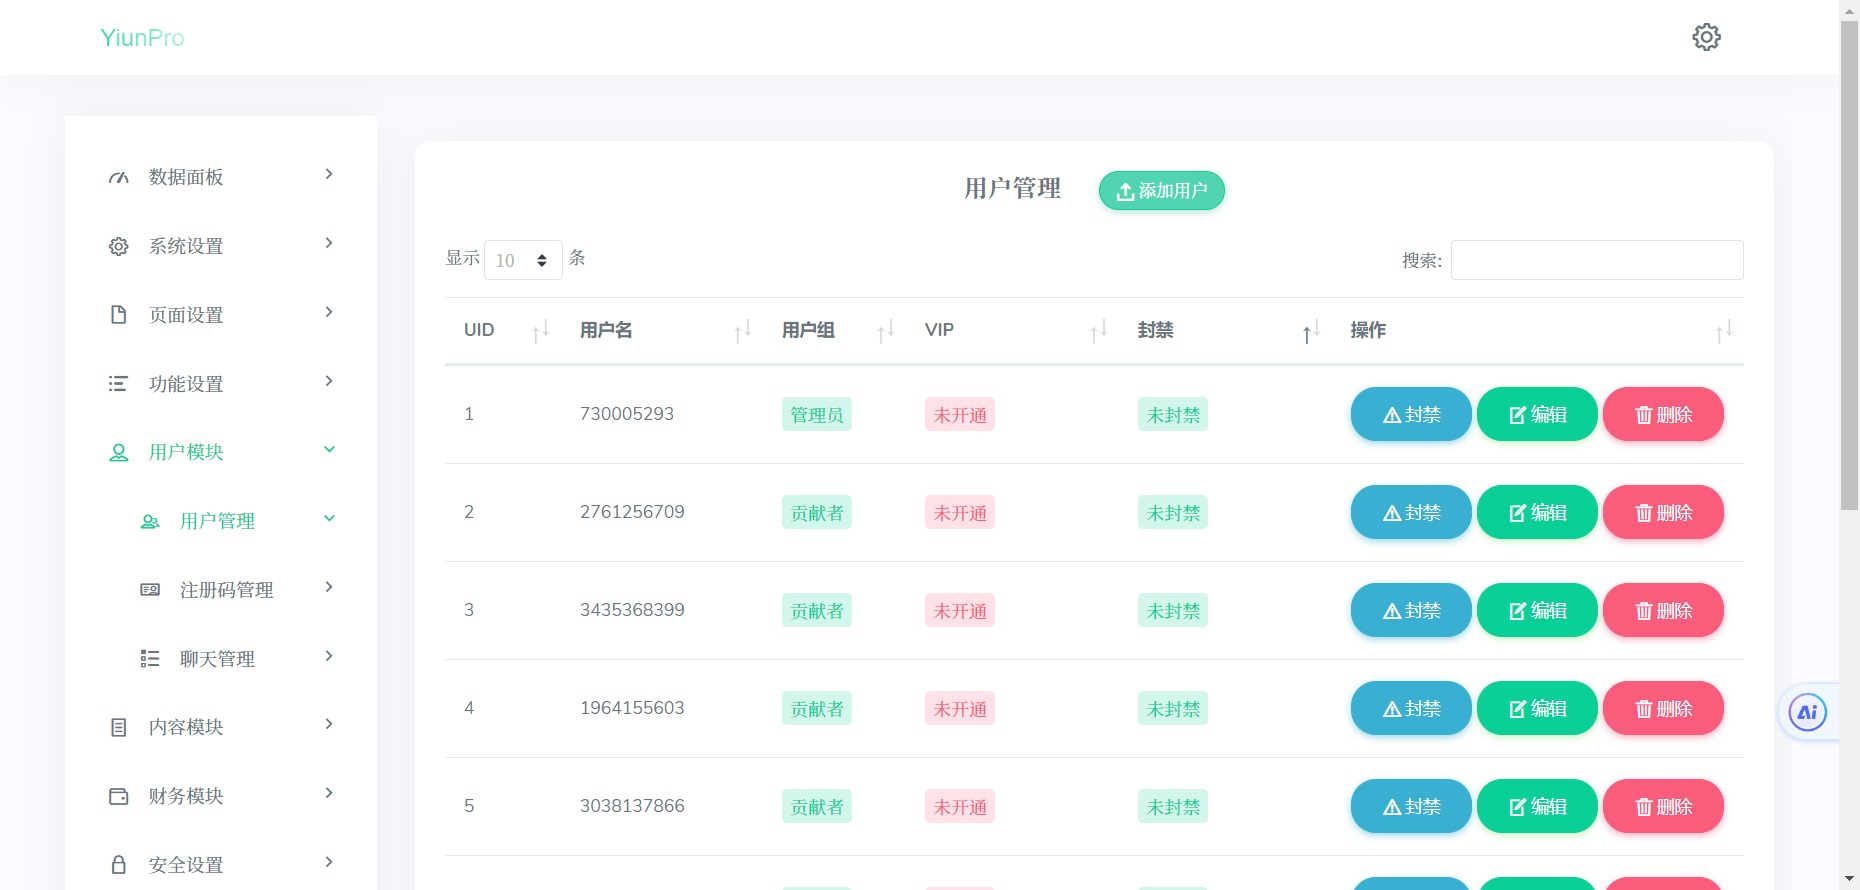 YiunPro
数据面板
系统设置
页面设置
功能设置
用户模块
用户管理
注册码管理
聊天管理
内容模块
财务模块
安全设置
用户管理 添加用户
显示 10 条 搜索:
UID 用户名 用户组 VIP 封禁 操作
1 730005293 管理员 未开通 未封禁 封禁 编辑 删除
2 2761256709 贡献者 未开通 未封禁 封禁 编辑 删除
3 3435368399 贡献者 未开通 未封禁 封禁 编辑 删除
4 1964155603 贡献者 未开通 未封禁 封禁 编辑 删除
5 3038137866 贡献者 未开通 未封禁 封禁 编辑 删除
Ai